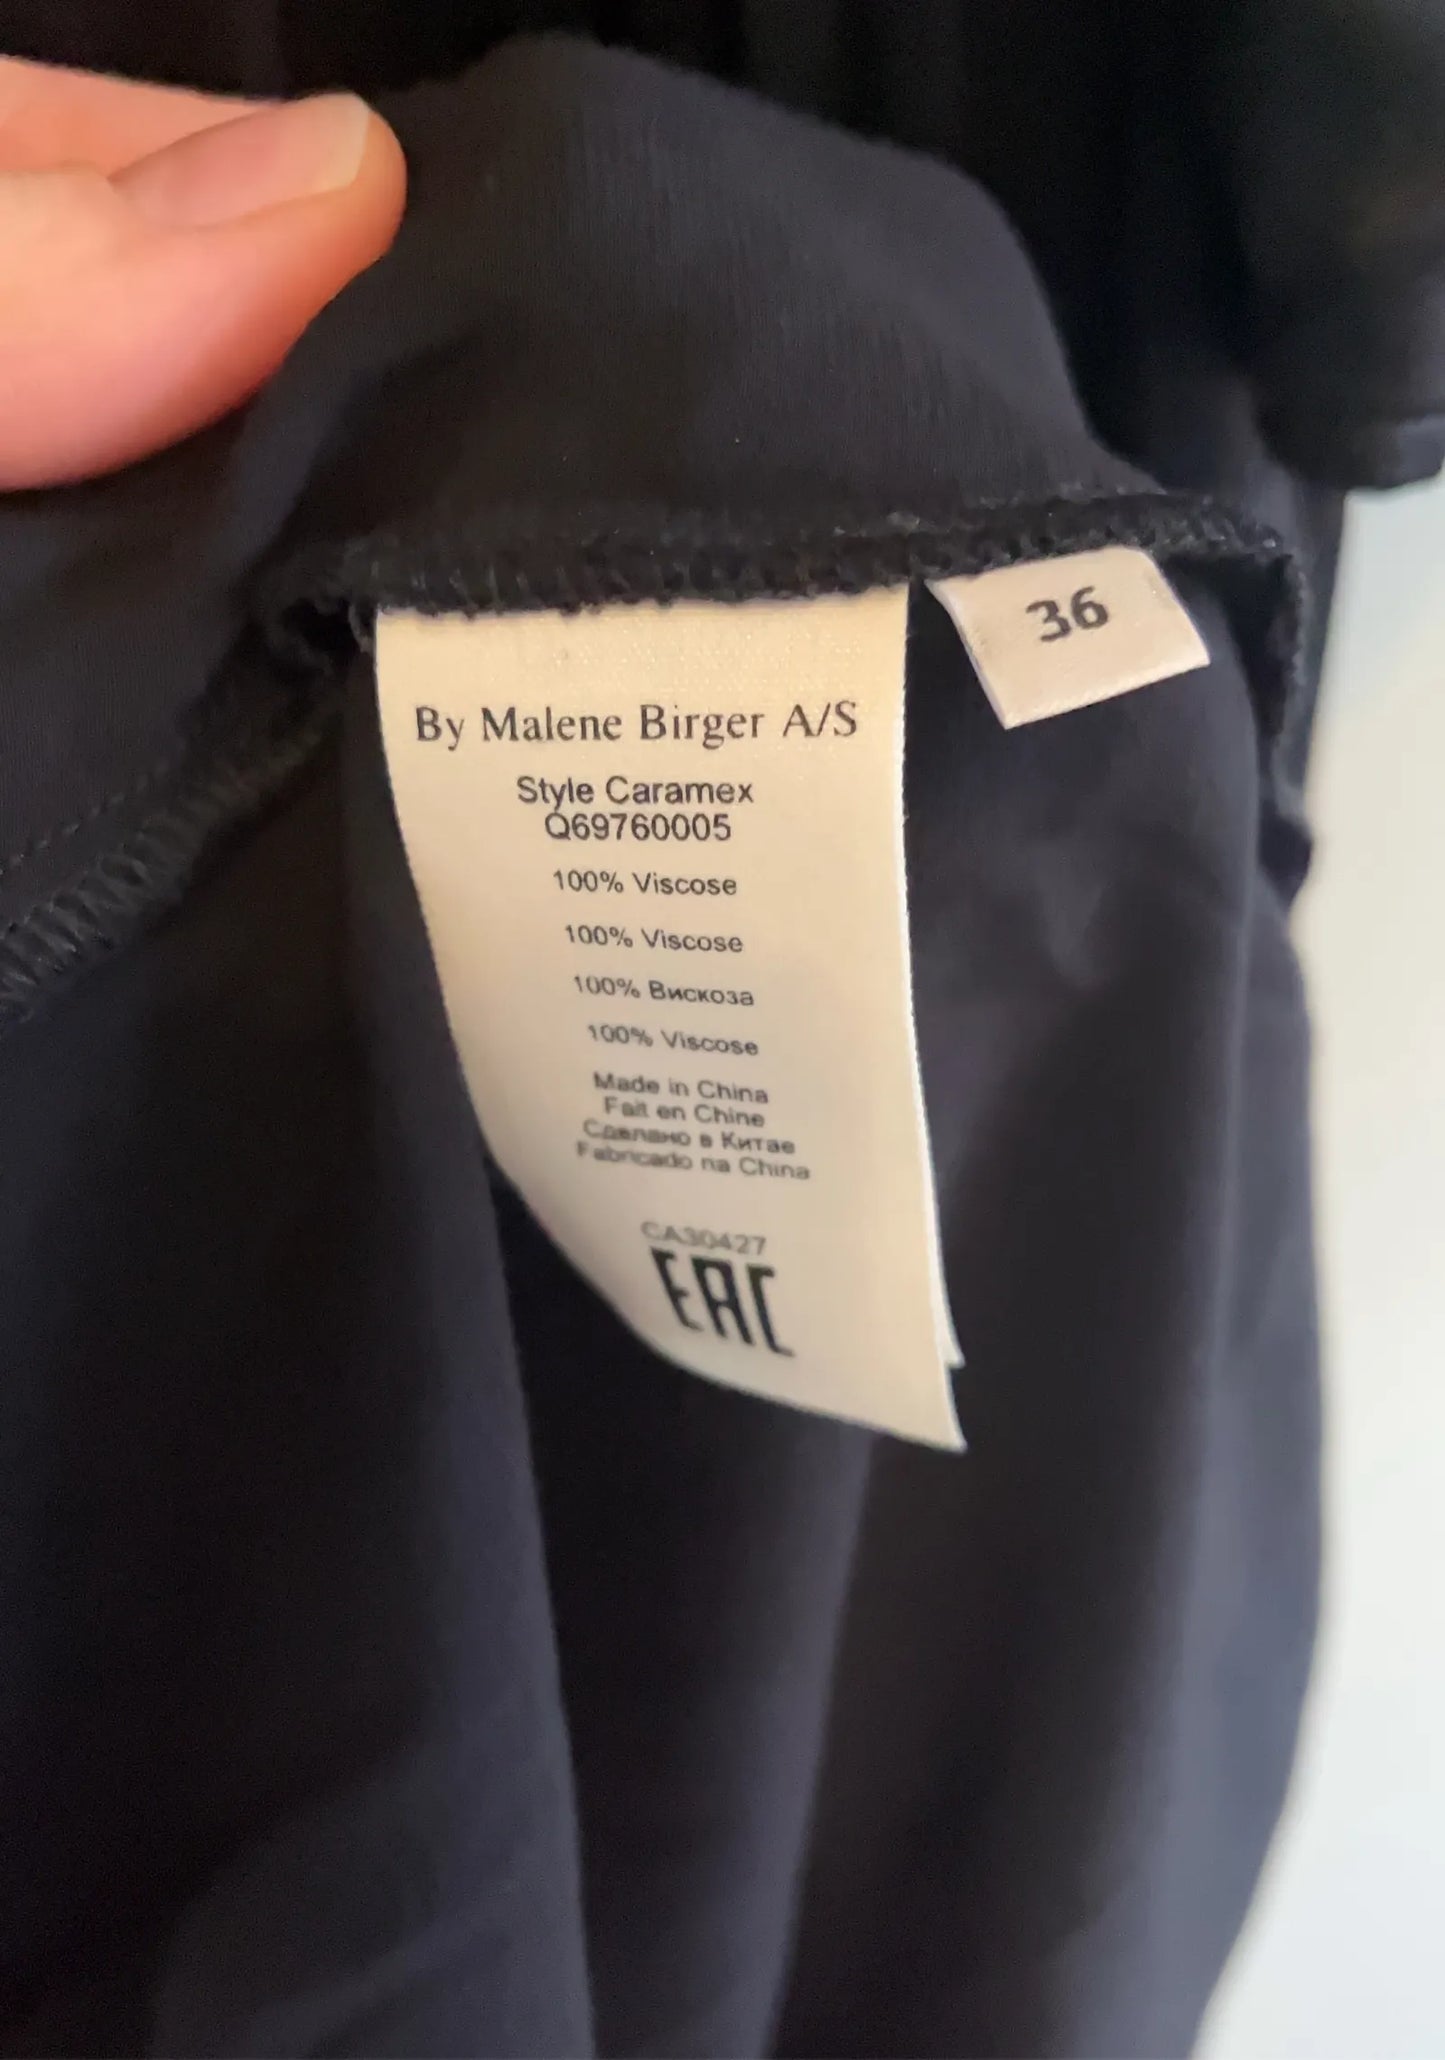 36
By Malene Birger A/S
Style Caramex
Q69760005
100% Viscose
100% Viscose
100% Вискоза
100% Viscose
Made in China
Fait en Chine
Сделано в Китае
Fabricado na China
CA30427
EAC